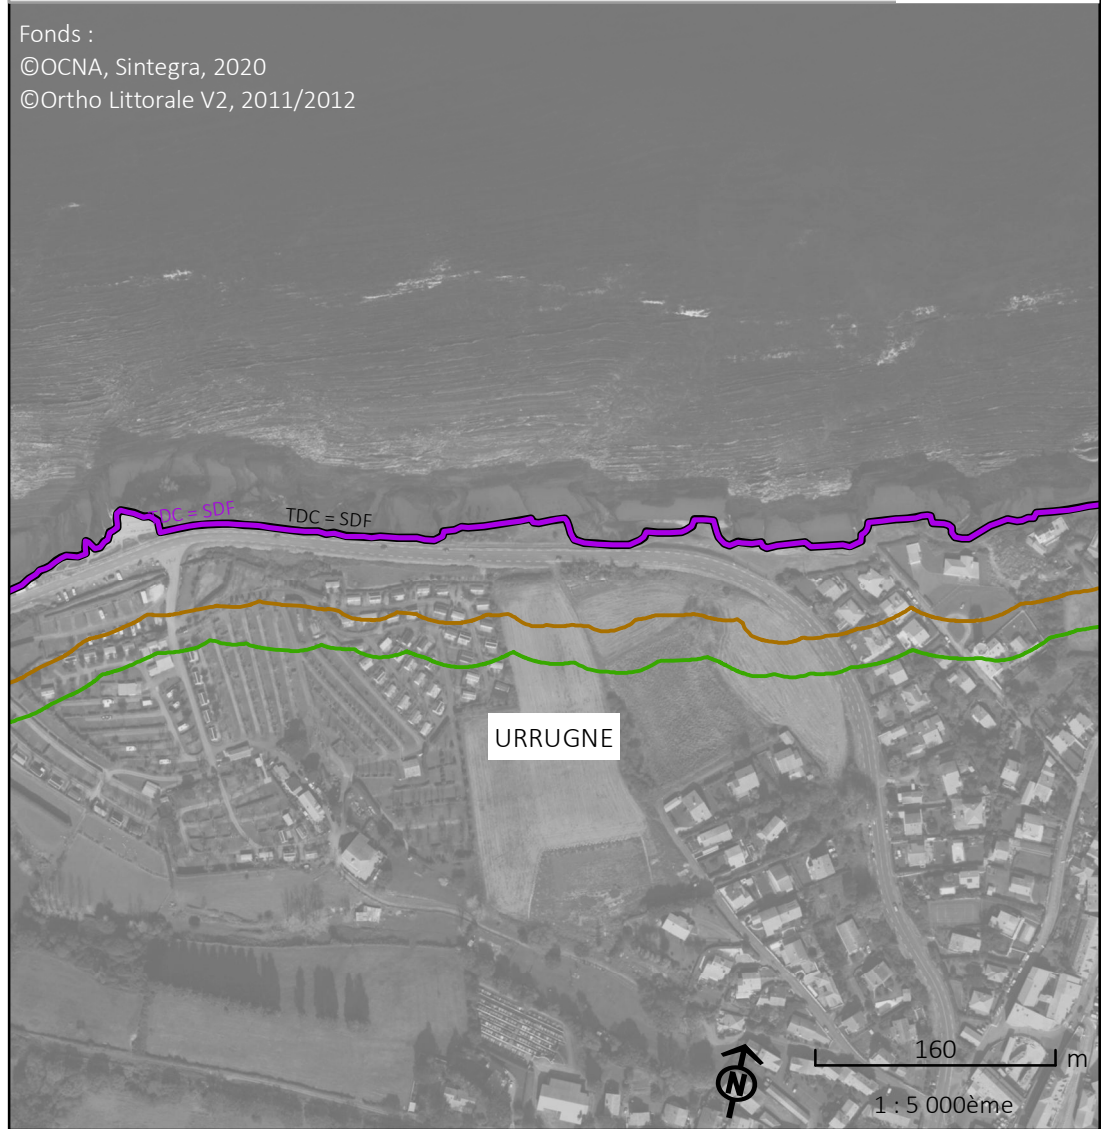 Fonds :
©OCNA, Sintegra, 2020
©Ortho Littorale V2, 2011/2012
TDC = SDF
TDC = SDF
URRUGNE
N
160
m
1 : 5 000ème